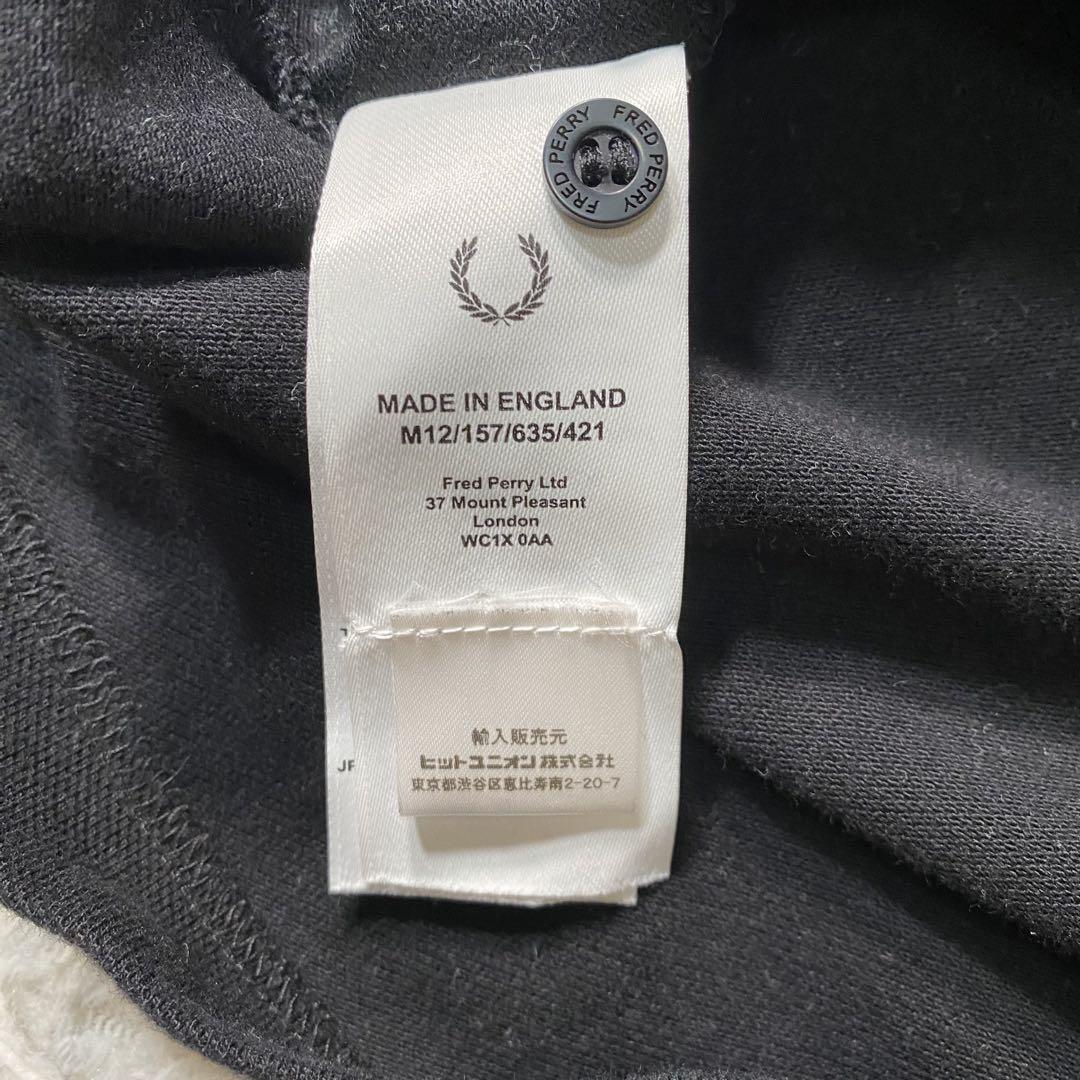 FRED PERRY FRED PERRY
MADE IN ENGLAND
M12/157/635/421
Fred Perry Ltd
37 Mount Pleasant
London
WC1X 0AA
輸入販売元
ヒットユニオン株式会社
東京都渋谷区恵比寿南2-20-7